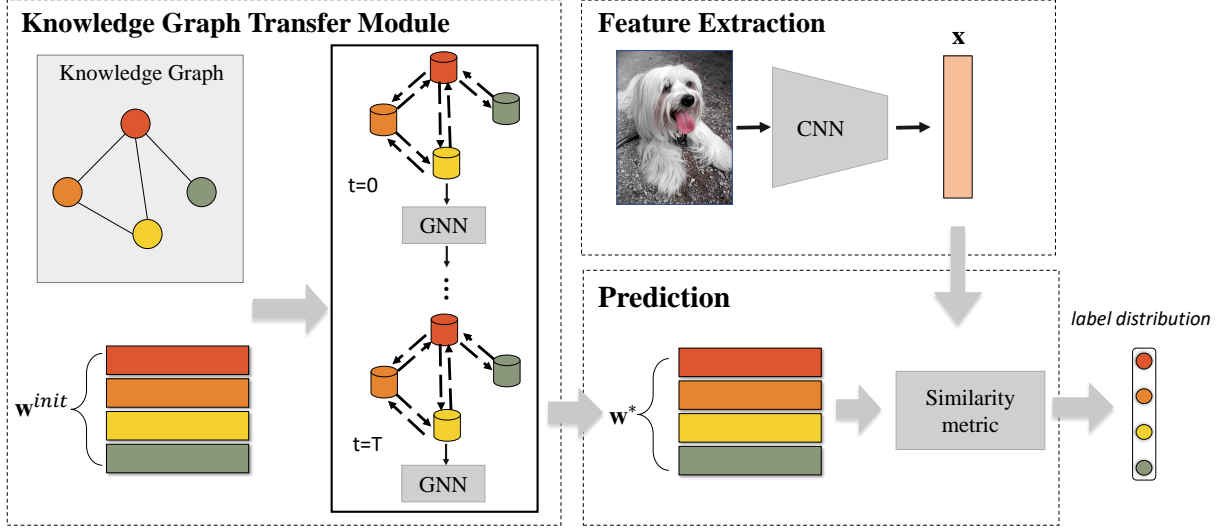 Knowledge Graph Transfer Module
Knowledge Graph
t=0
GNN
⋮
t=T
GNN
w^{init}
Feature Extraction
CNN
x
Prediction
w^*
Similarity
metric
label distribution